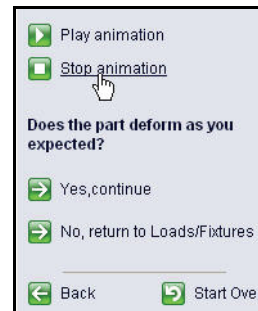 Play animation
Stop animation
Does the part deform as you
expected?
Yes,continue
No, return to Loads/Fixtures
Back Start Ove